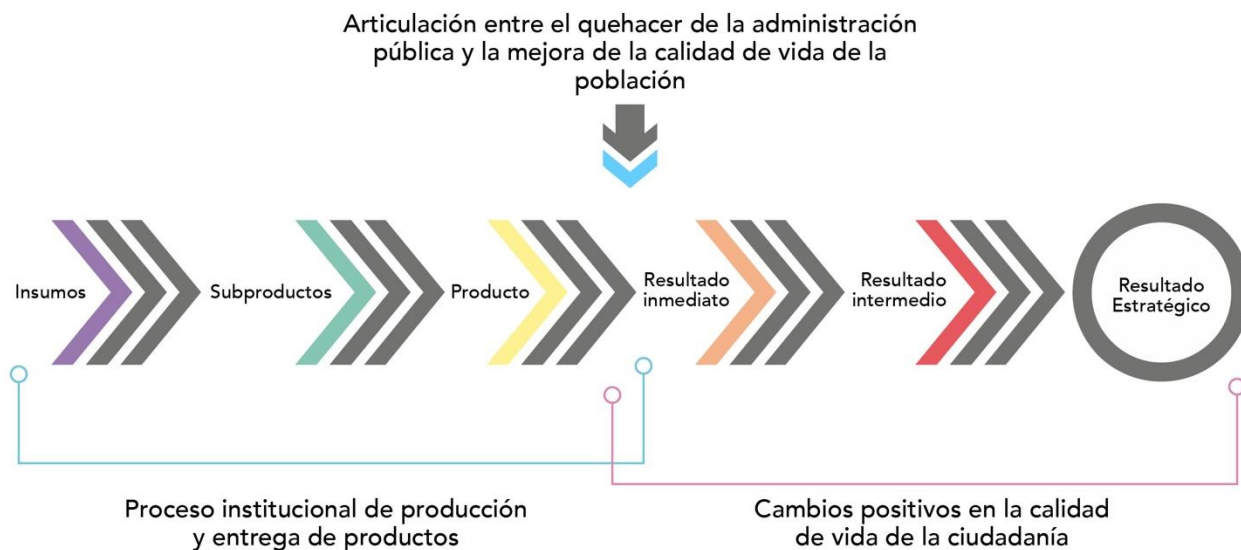 Articulación entre el quehacer de la administración
pública y la mejora de la calidad de vida de la
población
Insumos
Subproductos
Producto
Resultado
inmediato
Resultado
intermedio
Resultado
Estratégico
Proceso institucional de producción
y entrega de productos
Cambios positivos en la calidad
de vida de la ciudadanía